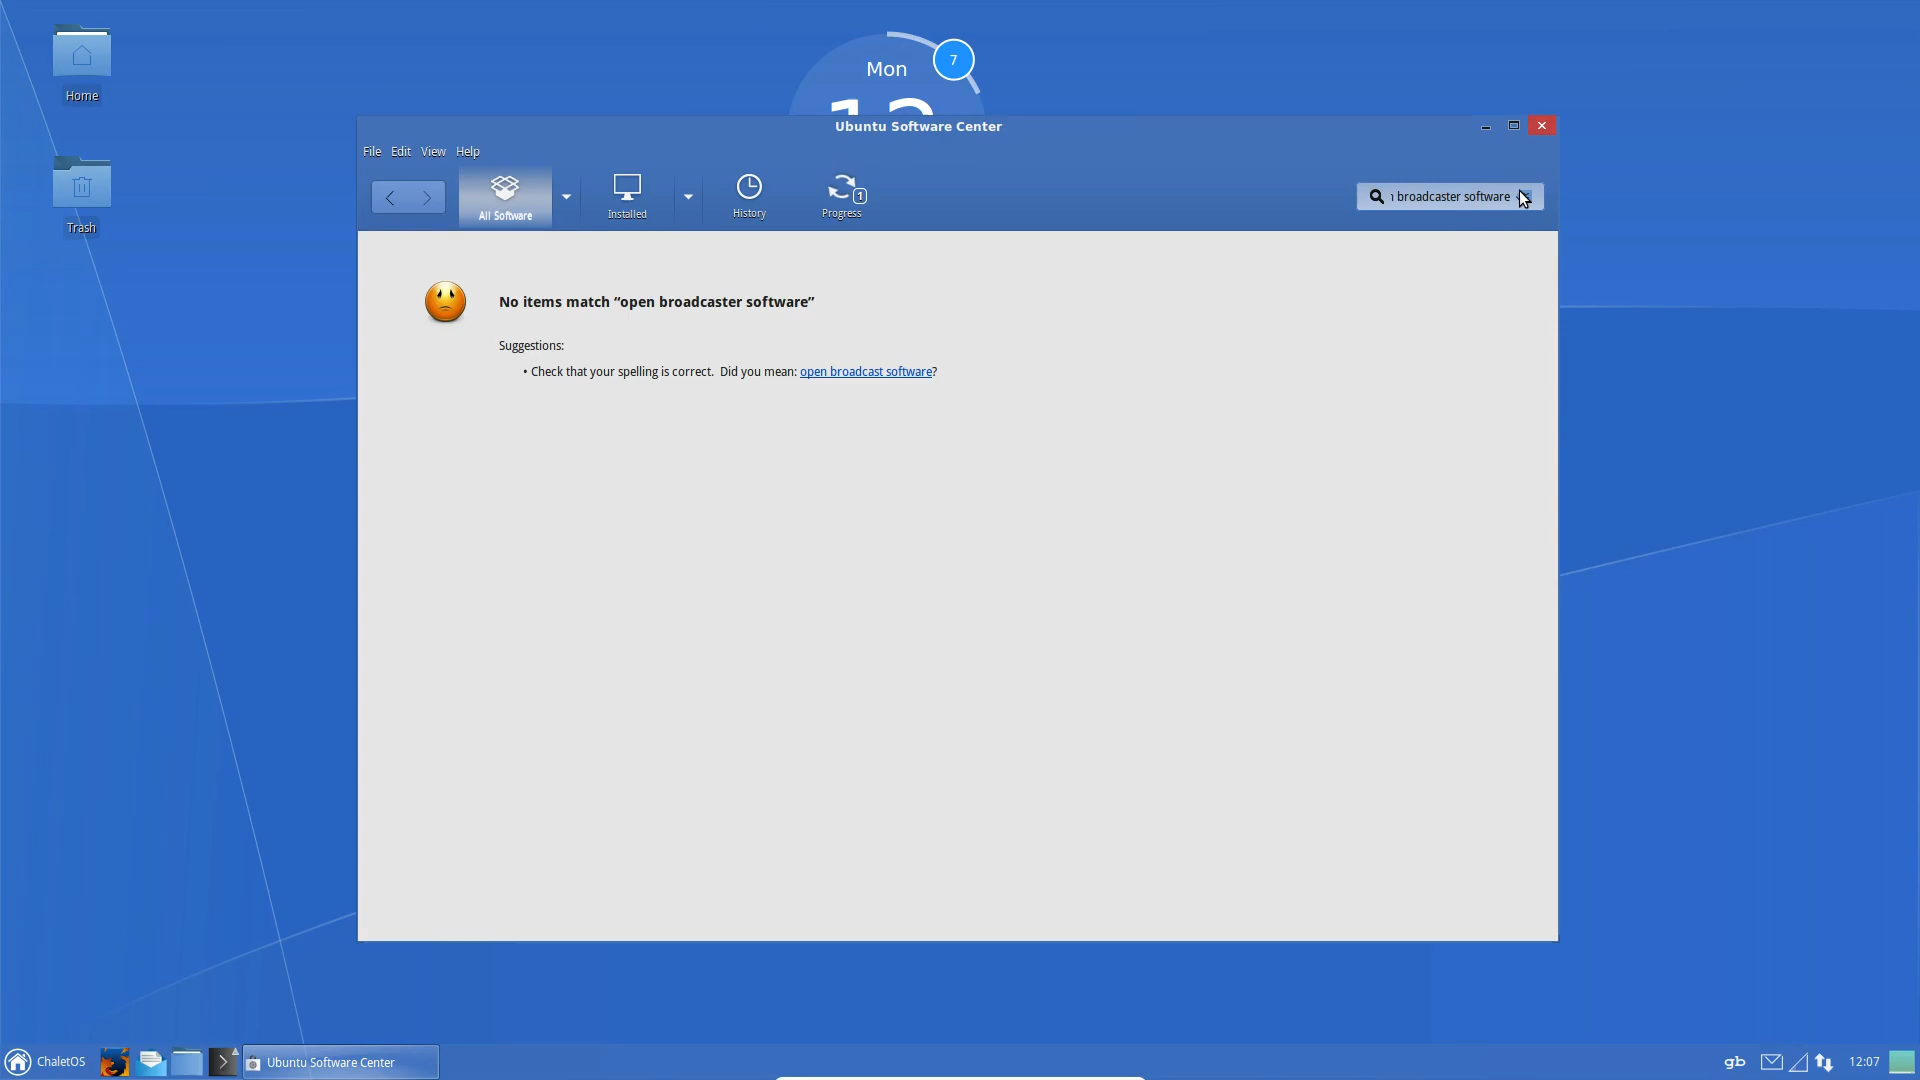 Home
Trash
Mon
7
12
Ubuntu Software Center
File Edit View Help
All Software
Installed
History
Progress
1
broadcaster software
No items match “open broadcaster software”
Suggestions:
• Check that your spelling is correct. Did you mean: open broadcast software?
ChaletOS
Ubuntu Software Center
gb
12:07